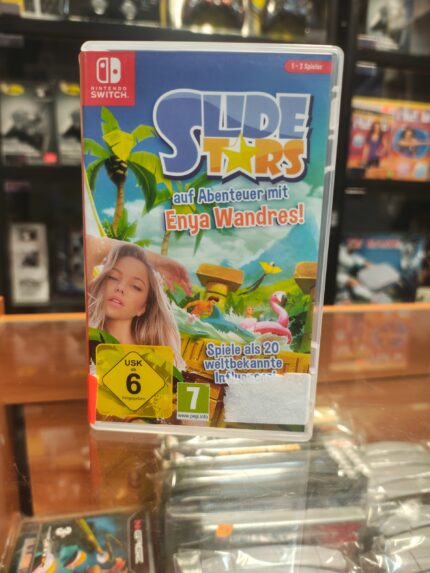 NINTENDO
SWITCH
1 - 2 Spieler
SLIDE
STARS
auf Abenteuer mit
Enya Wandres!
Spiele als 20
weltbekannte
USK
ab
6
freigegeben
7
www.pegi.info